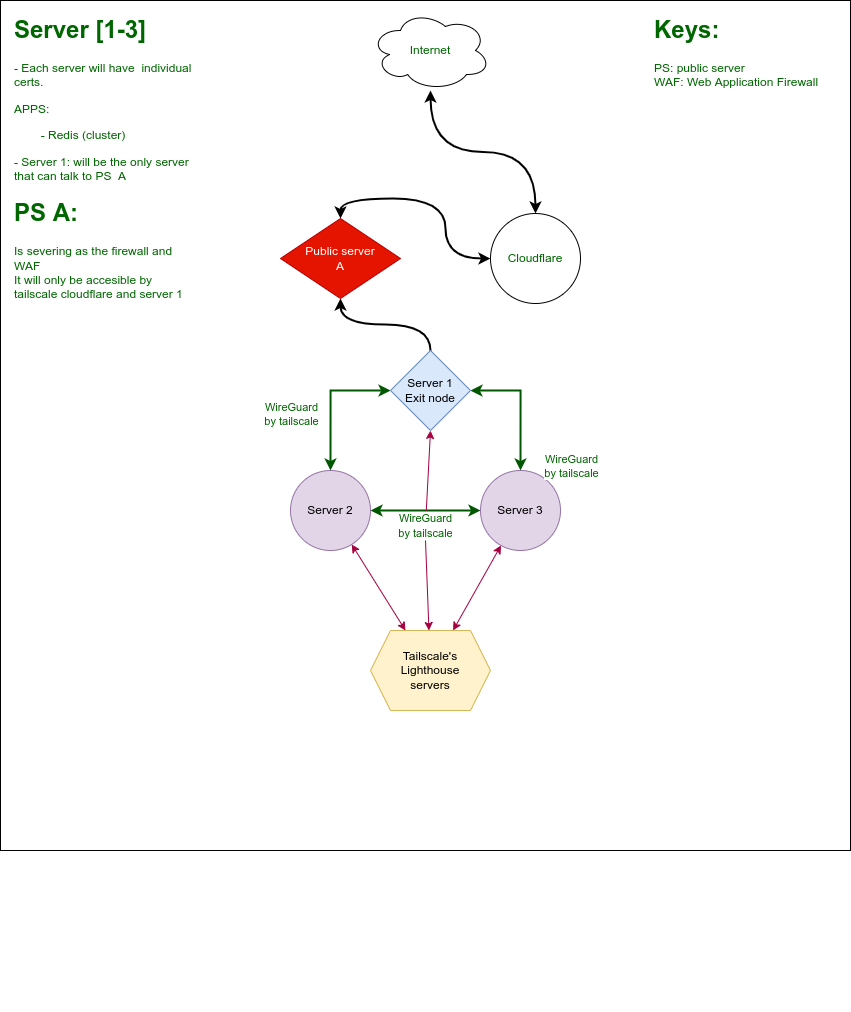 Server [1-3]
- Each server will have  individual
certs.
APPS:
- Redis (cluster)
- Server 1: will be the only server
that can talk to PS  A
PS A:
Is severing as the firewall and
WAF
It will only be accesible by
tailscale cloudflare and server 1
Keys:
PS: public server
WAF: Web Application Firewall
Internet
Public server
A
Cloudflare
Server 1
Exit node
WireGuard
by tailscale
WireGuard
by tailscale
Server 2
Server 3
WireGuard
by tailscale
Tailscale's
Lighthouse
servers